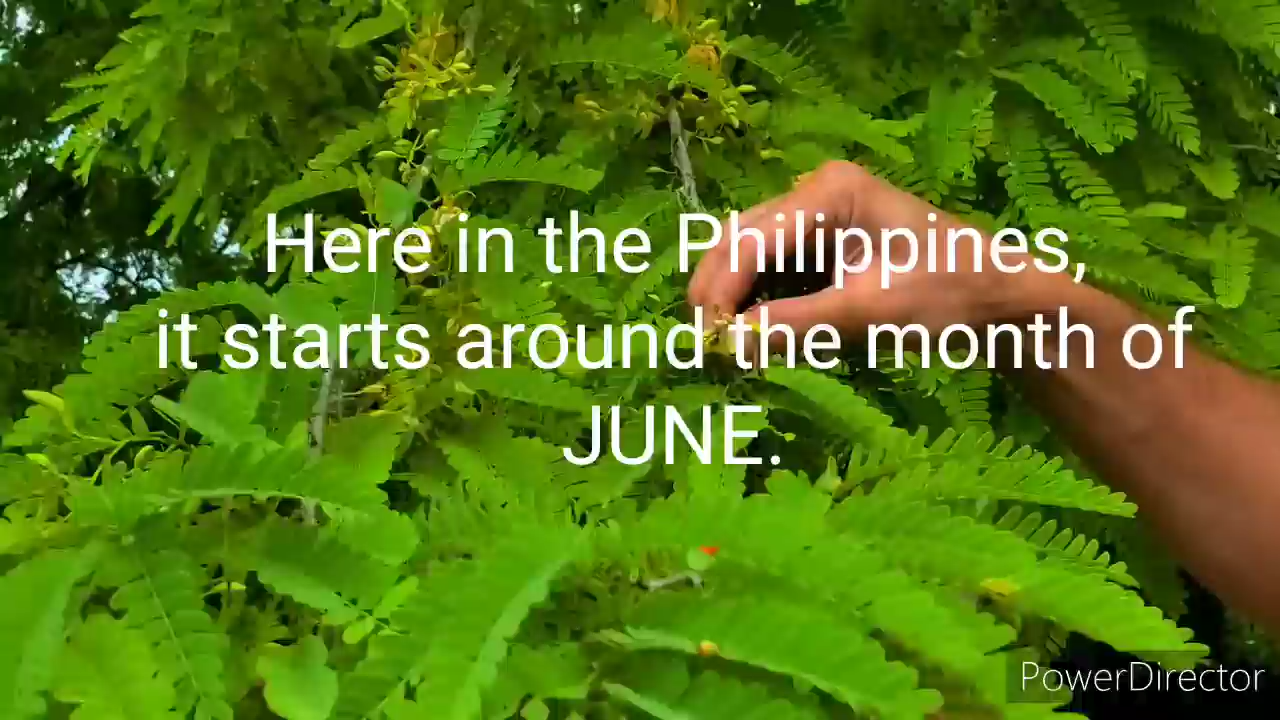 Here in the Philippines,
it starts around the month of
JUNE.
PowerDirector